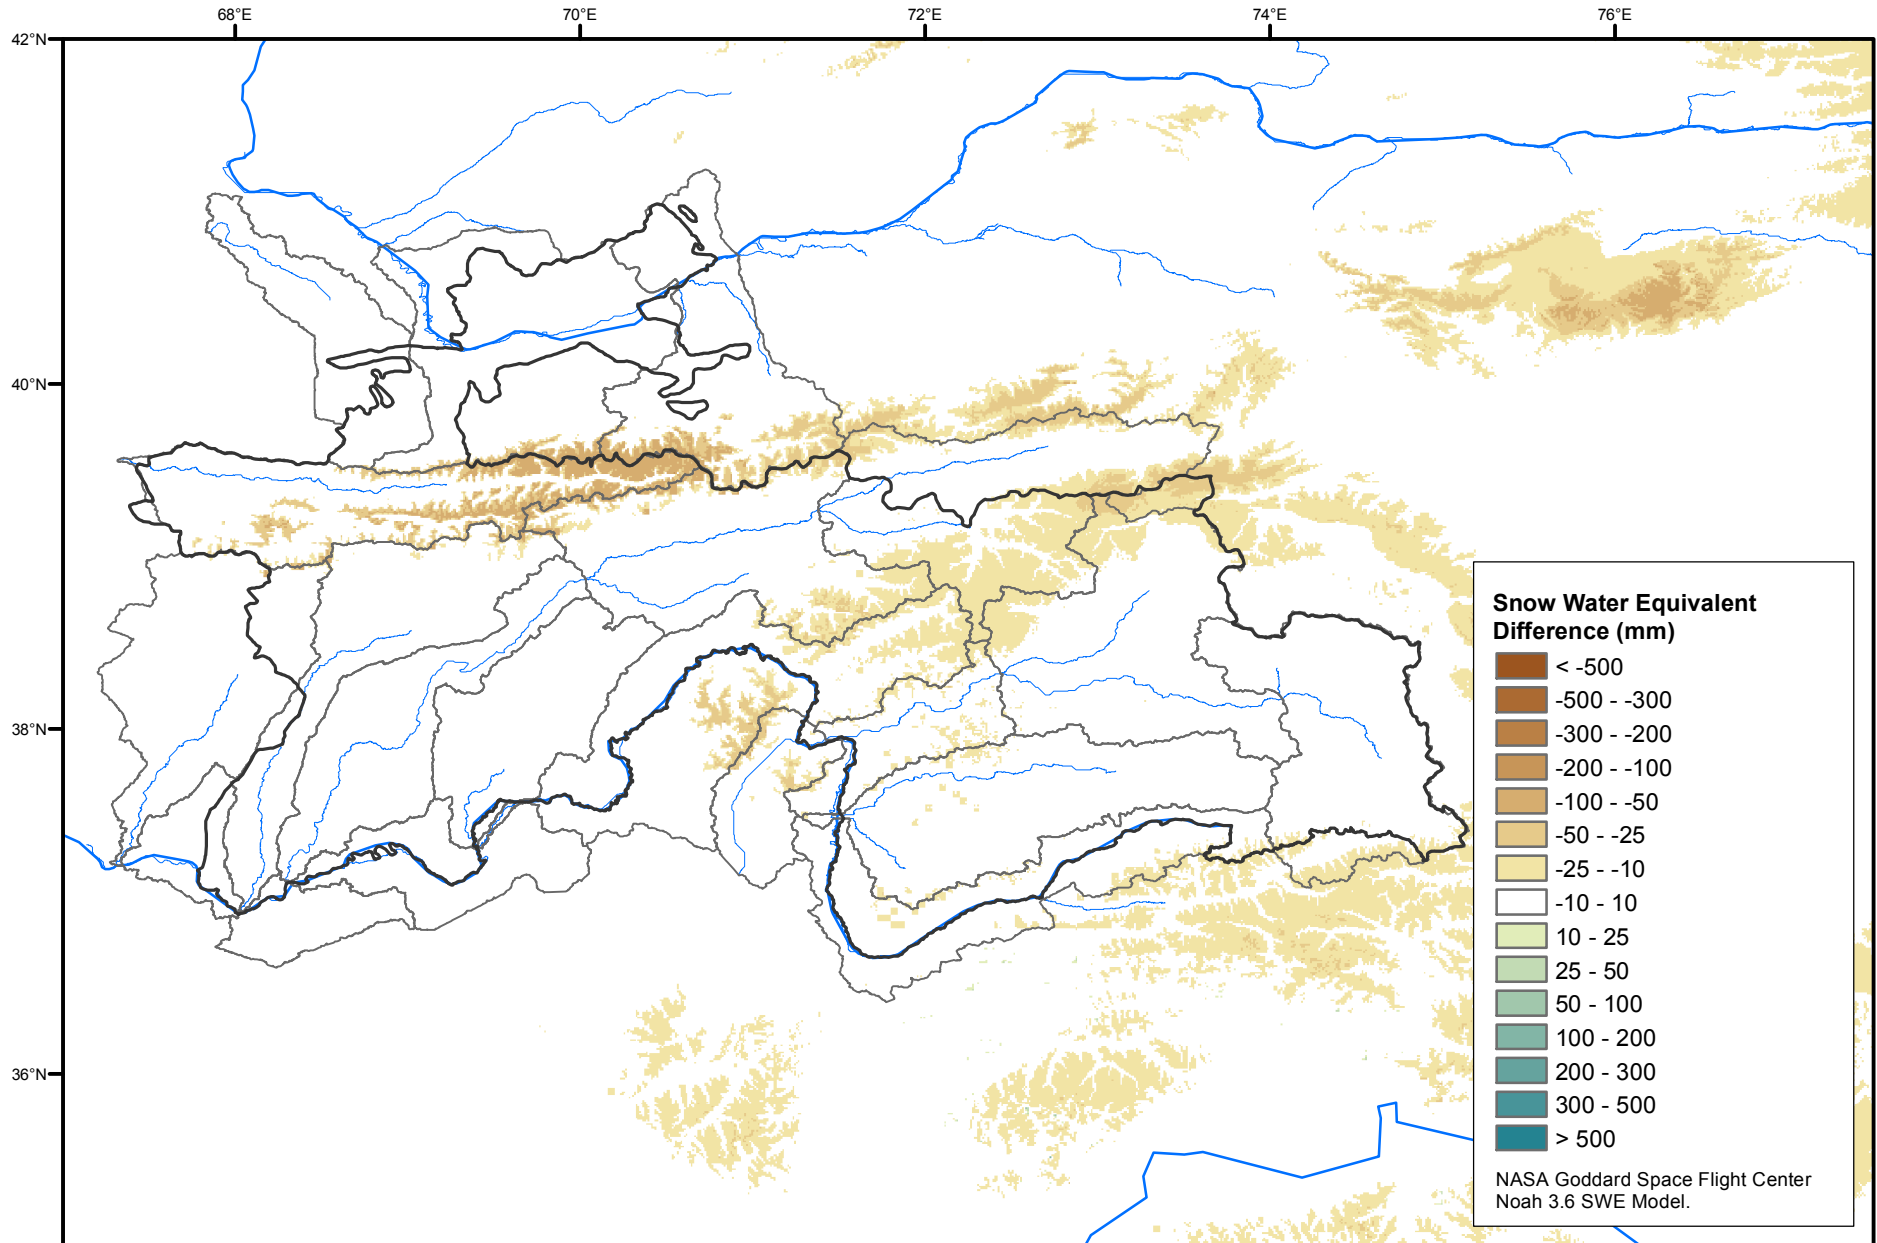 68°E
70°E
72°E
74°E
76°E
42°N
40°N
38°N
36°N
Snow Water Equivalent
Difference (mm)
< -500
-500 - -300
-300 - -200
-200 - -100
-100 - -50
-50 - -25
-25 - -10
-10 - 10
10 - 25
25 - 50
50 - 100
100 - 200
200 - 300
300 - 500
> 500
NASA Goddard Space Flight Center
Noah 3.6 SWE Model.